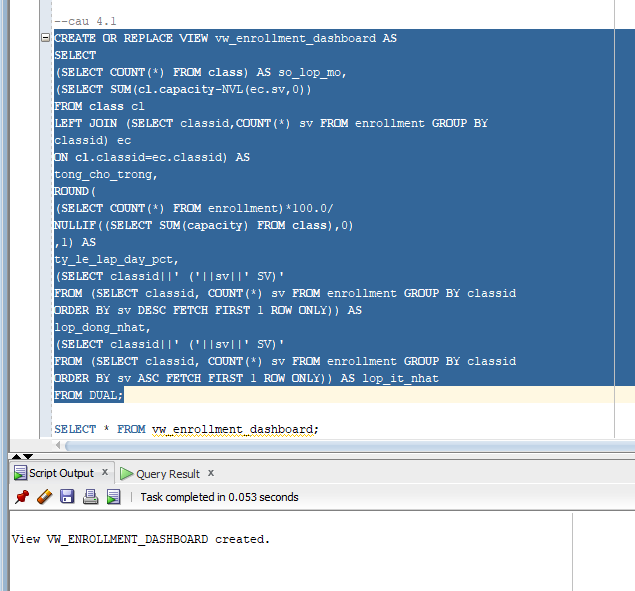 --cau 4.1
CREATE OR REPLACE VIEW vw_enrollment_dashboard AS
SELECT
(SELECT COUNT(*) FROM class) AS so_lop_mo,
(SELECT SUM(cl.capacity-NVL(ec.sv,0))
FROM class cl
LEFT JOIN (SELECT classid,COUNT(*) sv FROM enrollment GROUP BY
classid) ec
ON cl.classid=ec.classid) AS
tong_cho_trong,
ROUND(
(SELECT COUNT(*) FROM enrollment)*100.0/
NULLIF((SELECT SUM(capacity) FROM class),0)
,1) AS
ty_le_lap_day_pct,
(SELECT classid||' ('||sv||' SV)'
FROM (SELECT classid, COUNT(*) sv FROM enrollment GROUP BY classid
ORDER BY sv DESC FETCH FIRST 1 ROW ONLY)) AS
lop_dong_nhat,
(SELECT classid||' ('||sv||' SV)'
FROM (SELECT classid, COUNT(*) sv FROM enrollment GROUP BY classid
ORDER BY sv ASC FETCH FIRST 1 ROW ONLY)) AS lop_it_nhat
FROM DUAL;
SELECT * FROM vw_enrollment_dashboard;
Script Output x Query Result x
Task completed in 0.053 seconds
View VW_ENROLLMENT_DASHBOARD created.